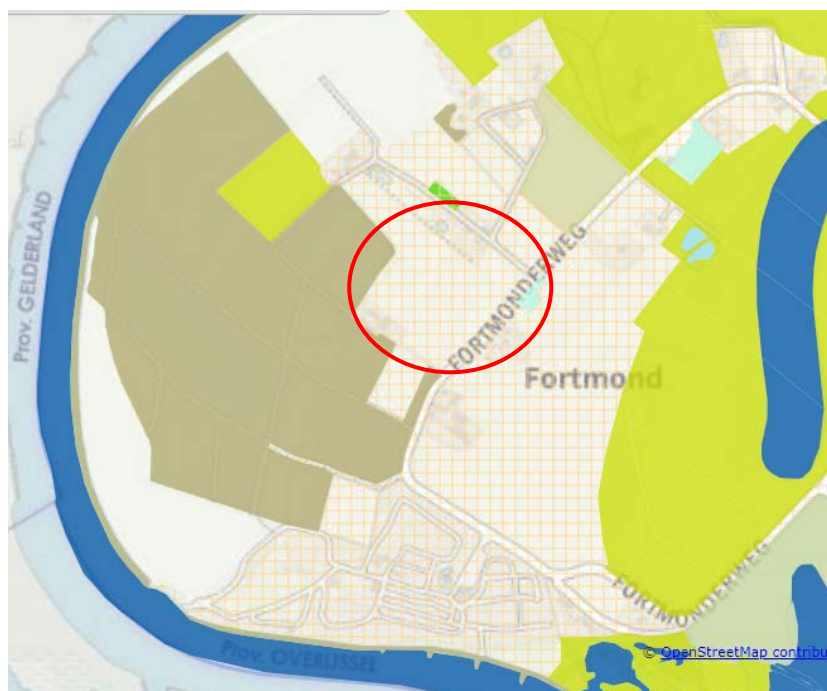 Prov. GELDERLAND
FORTMONDERWEG
Fortmond
FORTMONDERWEG
Prov. OVERIJSSEL
© OpenStreetMap contribu